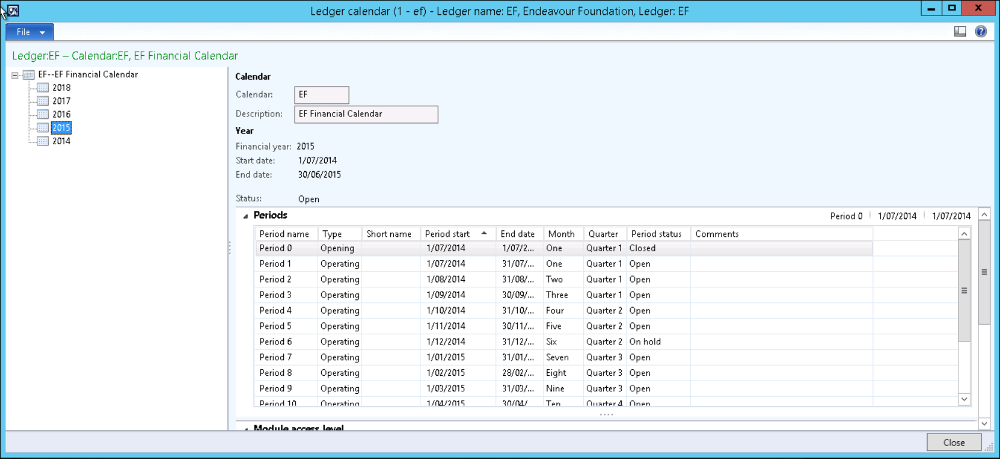 Ledger calendar (1 - ef) - Ledger name: EF, Endeavour Foundation, Ledger: EF
File
Ledger:EF – Calendar:EF, EF Financial Calendar
EF--EF Financial Calendar
2018
2017
2016
2015
2014
Calendar
Calendar: EF
Description: EF Financial Calendar
Year
Financial year: 2015
Start date: 1/07/2014
End date: 30/06/2015
Status: Open
Periods Period 0 1/07/2014 1/07/2014
Period name Type Short name Period start End date Month Quarter Period status Comments
Period 0 Opening 1/07/2014 1/07/2... One Quarter 1 Closed
Period 1 Operating 1/07/2014 31/07/... One Quarter 1 Open
Period 2 Operating 1/08/2014 31/08/... Two Quarter 1 Open
Period 3 Operating 1/09/2014 30/09/... Three Quarter 1 Open
Period 4 Operating 1/10/2014 31/10/... Four Quarter 2 Open
Period 5 Operating 1/11/2014 30/11/... Five Quarter 2 Open
Period 6 Operating 1/12/2014 31/12/... Six Quarter 2 On hold
Period 7 Operating 1/01/2015 31/01/... Seven Quarter 3 Open
Period 8 Operating 1/02/2015 28/02/... Eight Quarter 3 Open
Period 9 Operating 1/03/2015 31/03/... Nine Quarter 3 Open
Period 10 Operating 1/04/2015 30/04/... Ten Quarter 4 Open
Module access level
Close